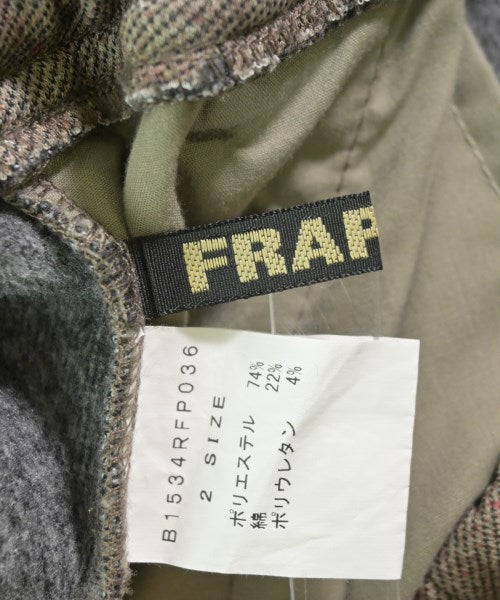 FRAP
B1534RFP036
2 SIZE
ポリエステル 74%
綿 22%
ポリウレタン 4%